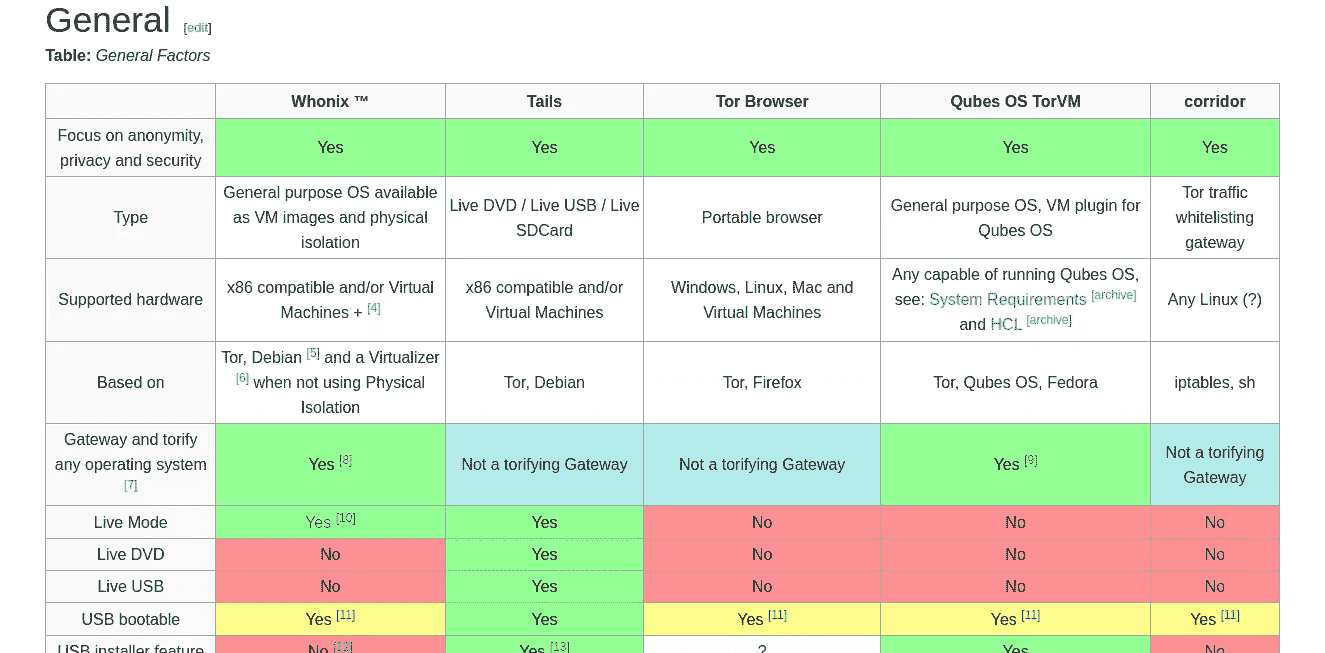 General [edit]
Table: General Factors
Whonix ™ Tails Tor Browser Qubes OS TorVM corridor
Focus on anonymity,
privacy and security
Yes Yes Yes Yes Yes
Type
General purpose OS available
as VM images and physical
isolation
Live DVD / Live USB / Live
SDCard
Portable browser
General purpose OS, VM plugin for
Qubes OS
Tor traffic
whitelisting
gateway
Supported hardware
x86 compatible and/or Virtual
Machines + [4]
x86 compatible and/or
Virtual Machines
Windows, Linux, Mac and
Virtual Machines
Any capable of running Qubes OS,
see: System Requirements [archive]
and HCL [archive]
Any Linux (?)
Based on
Tor, Debian [5] and a Virtualizer
[6] when not using Physical
Isolation
Tor, Debian
Tor, Firefox
Tor, Qubes OS, Fedora
iptables, sh
Gateway and torify
any operating system
[7]
Yes [8]
Not a torifying Gateway
Not a torifying Gateway
Yes [9]
Not a torifying
Gateway
Live Mode Yes [10] Yes No No No
Live DVD No Yes No No No
Live USB No Yes No No No
USB bootable Yes [11] Yes Yes [11] Yes [11] Yes [11]
USB installer feature No [12] Yes [13] ? Yes No